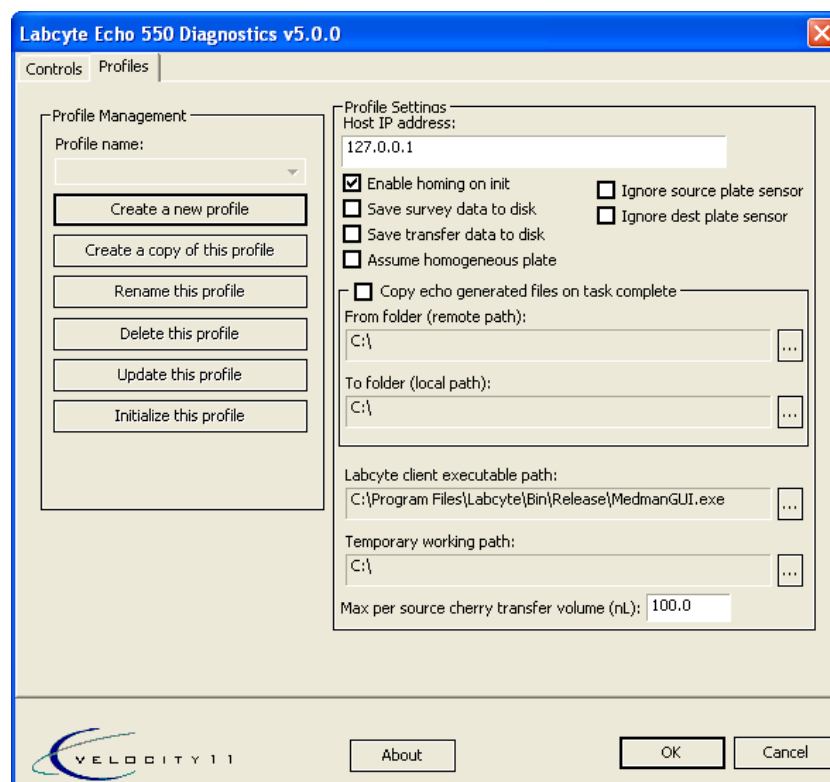 Labcyte Echo 550 Diagnostics v5.0.0
Controls
Profiles
Profile Management
Profile name:
Create a new profile
Create a copy of this profile
Rename this profile
Delete this profile
Update this profile
Initialize this profile
Profile Settings
Host IP address:
127.0.0.1
Enable homing on init
Save survey data to disk
Save transfer data to disk
Assume homogeneous plate
Ignore source plate sensor
Ignore dest plate sensor
Copy echo generated files on task complete
From folder (remote path):
C:\
...
To folder (local path):
C:\
...
Labcyte client executable path:
C:\Program Files\Labcyte\Bin\Release\MedmanGUI.exe
...
Temporary working path:
C:\
...
Max per source cherry transfer volume (nL): 100.0
VELOCITY11
About
OK
Cancel